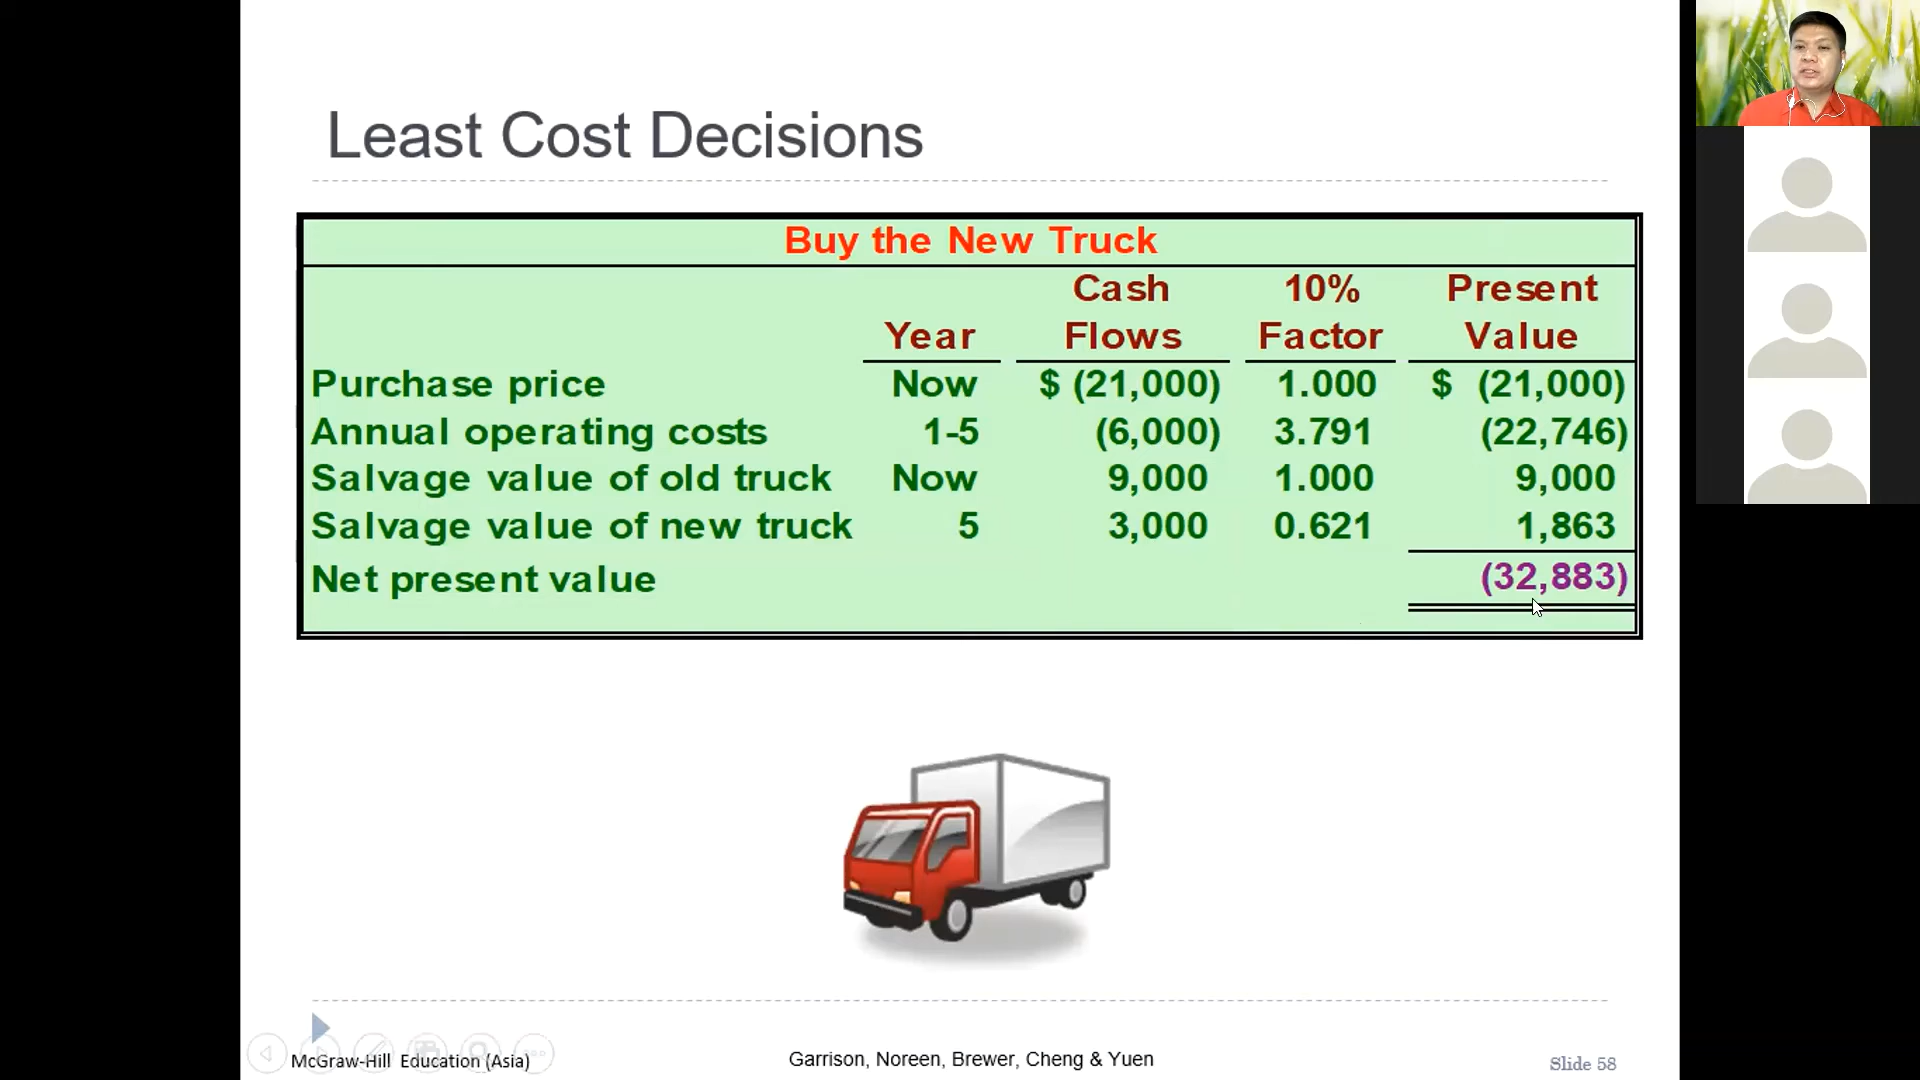 Least Cost Decisions
Buy the New Truck
Cash 10% Present
Year Flows Factor Value
Purchase price Now $ (21,000) 1.000 $ (21,000)
Annual operating costs 1-5 (6,000) 3.791 (22,746)
Salvage value of old truck Now 9,000 1.000 9,000
Salvage value of new truck 5 3,000 0.621 1,863
Net present value (32,883)
McGraw-Hill Education (Asia) Garrison, Noreen, Brewer, Cheng & Yuen Slide 58